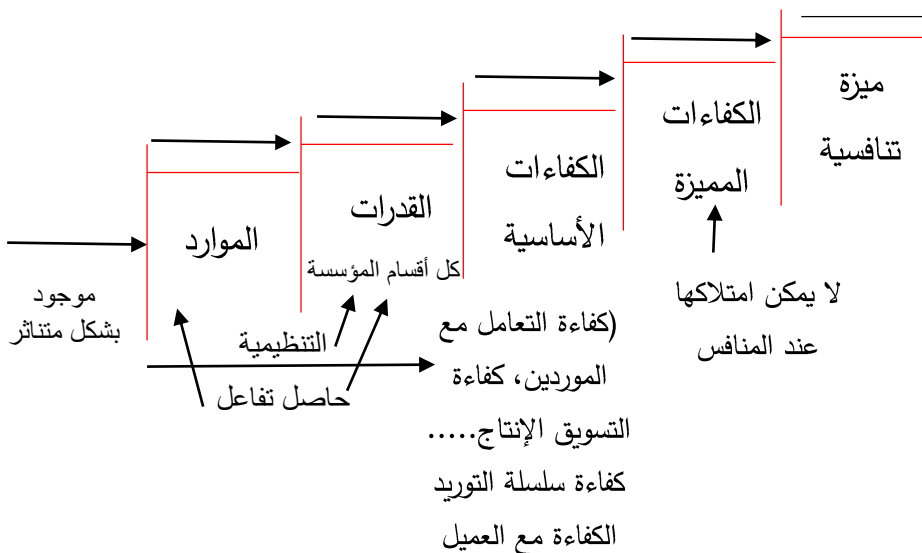 ميزة
تنافسية
الكفاءات
المميزة
لا يمكن امتلاكها
عند المنافس
الكفاءات
الأساسية
(كفاءة التعامل مع
الموردين، كفاءة
التسويق الإنتاج.....
كفاءة سلسلة التوريد
الكفاءة مع العميل
القدرات
كل أقسام المؤسسة
التنظيمية
حاصل تفاعل
الموارد
موجود
بشكل متناثر